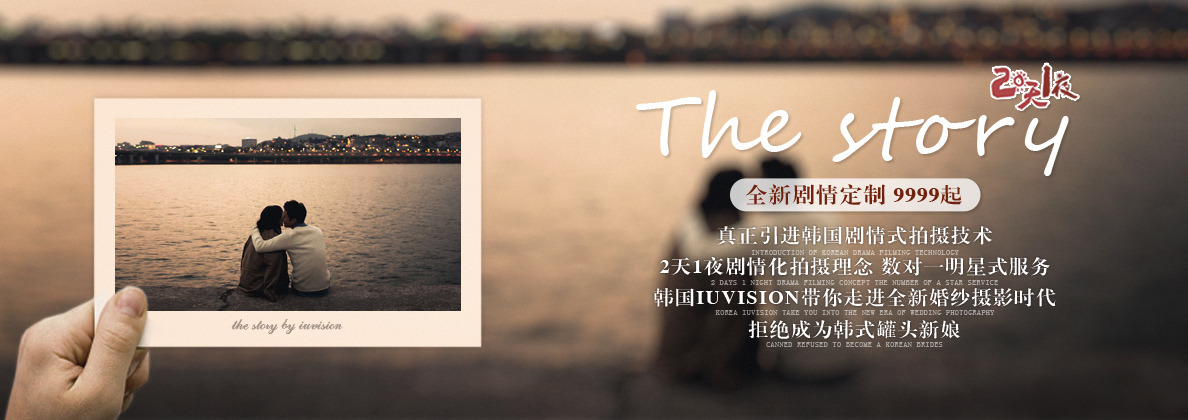 2天1夜
The story
全新剧情定制 9999起
真正引进韩国剧情式拍摄技术
INTRODUCTION OF KOREAN DRAMA FILMING TECHNOLOGY
2天1夜剧情化拍摄理念 数对一明星式服务
2 DAYS 1 NIGHT DRAMA FILMING CONCEPT THE NUMBER OF A STAR SERVICE
韩国IUVISION带你走进全新婚纱摄影时代
KOREA IUVISION TAKE YOU INTO THE NEW ERA OF WEDDING PHOTOGRAPHY
拒绝成为韩式罐头新娘
CANNED REFUSED TO BECOME A KOREAN BRIDES
the story by iuvision